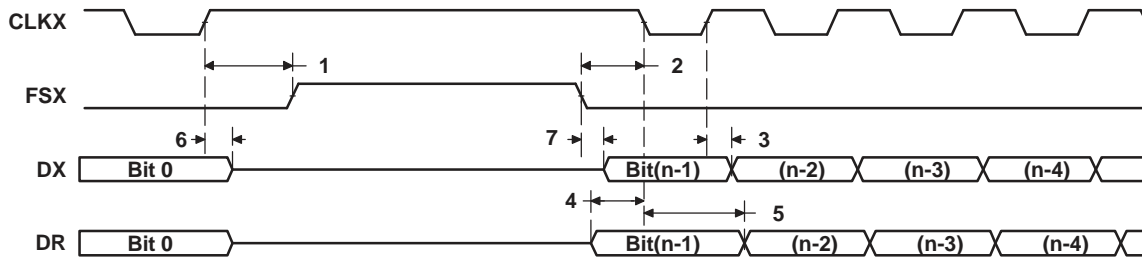 CLKX
1 2
FSX
6 7 3
DX Bit 0 Bit(n-1) (n-2) (n-3) (n-4)
4 5
DR Bit 0 Bit(n-1) (n-2) (n-3) (n-4)